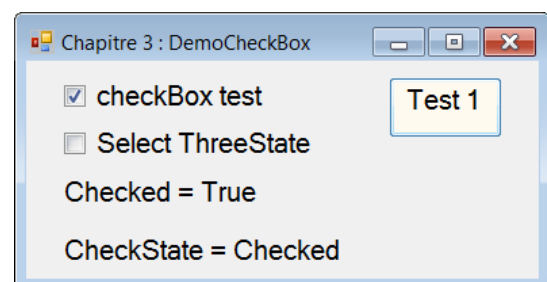 Chapitre 3 : DemoCheckBox
checkBox test
Test 1
Select ThreeState
Checked = True
CheckState = Checked